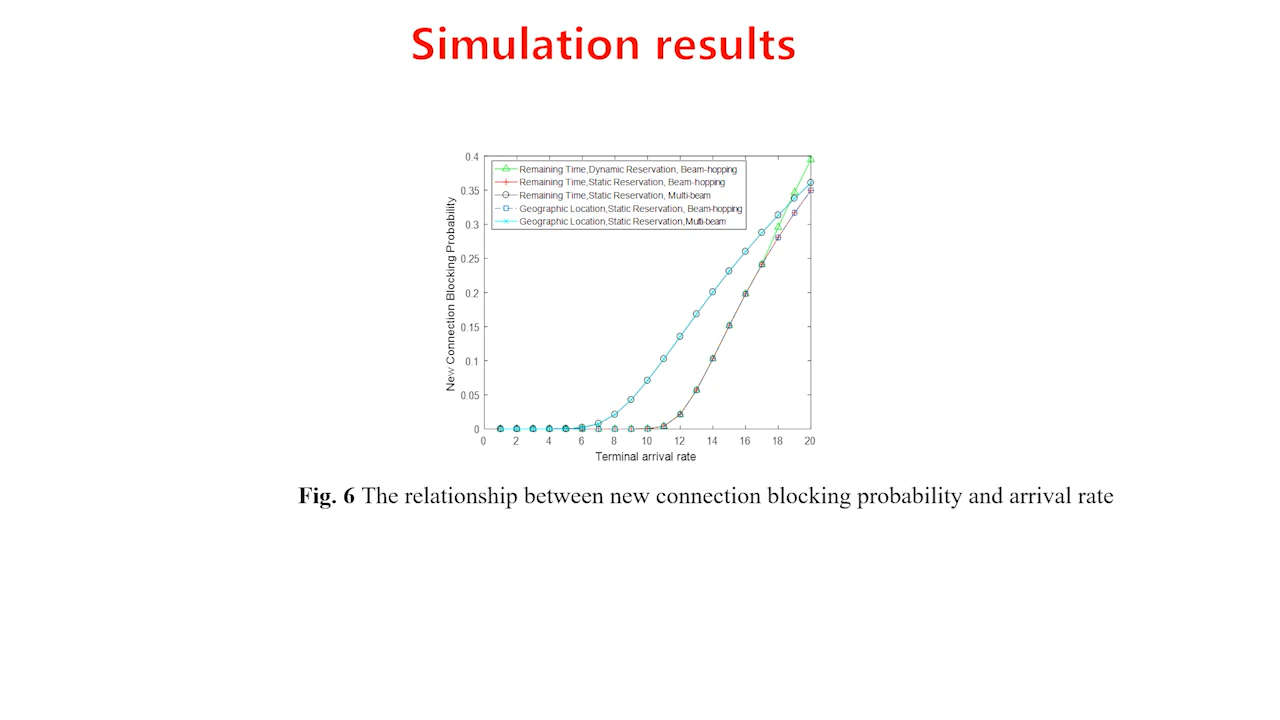 Simulation results
0.4
0.35
0.3
0.25
0.2
0.15
0.1
0.05
0
New Connection Blocking Probability
Remaining Time,Dynamic Reservation, Beam-hopping
Remaining Time,Static Reservation, Beam-hopping
Remaining Time,Static Reservation, Multi-beam
Geographic Location,Static Reservation, Beam-hopping
Geographic Location,Static Reservation,Multi-beam
0 2 4 6 8 10 12 14 16 18 20
Terminal arrival rate
Fig. 6 The relationship between new connection blocking probability and arrival rate